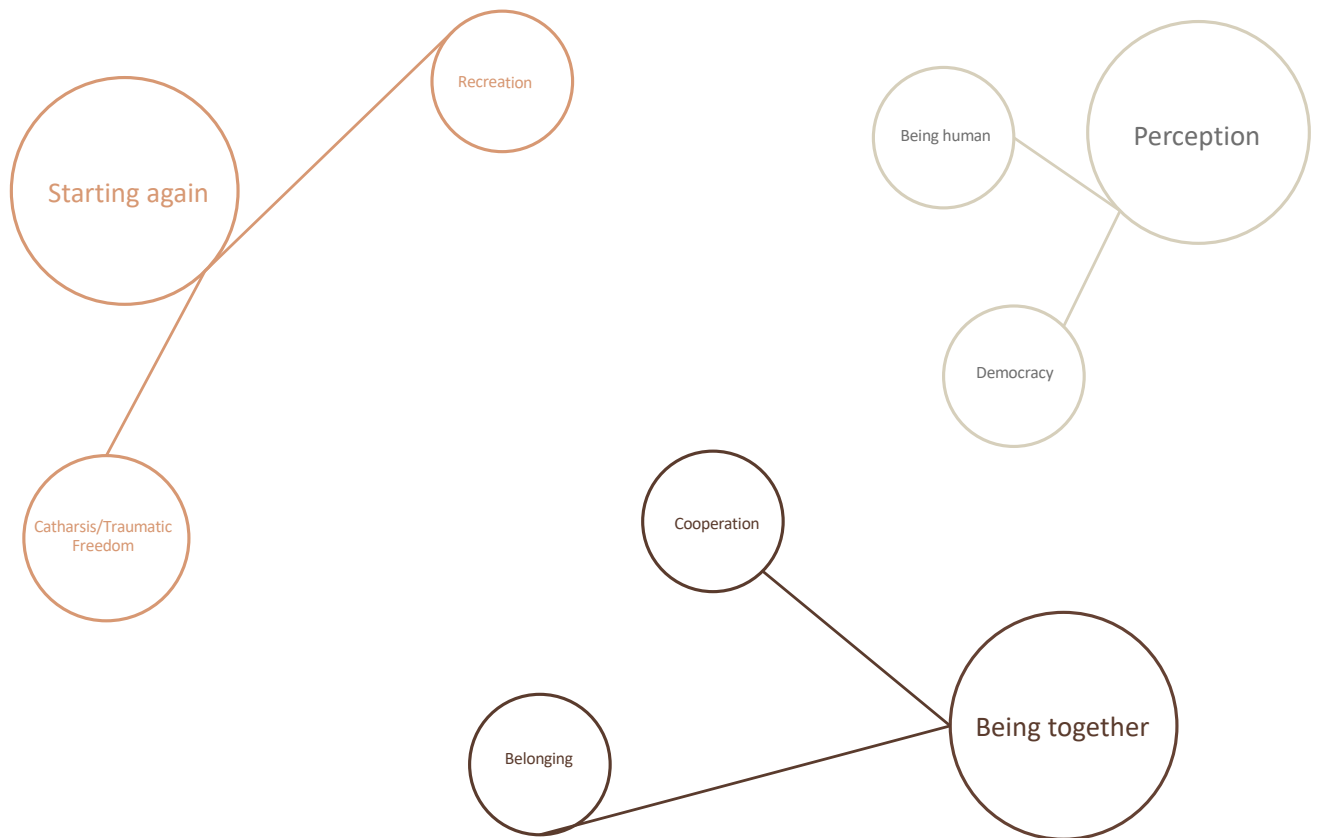 Recreation
Starting again
Catharsis/Traumatic
Freedom
Being human
Perception
Democracy
Cooperation
Belonging
Being together